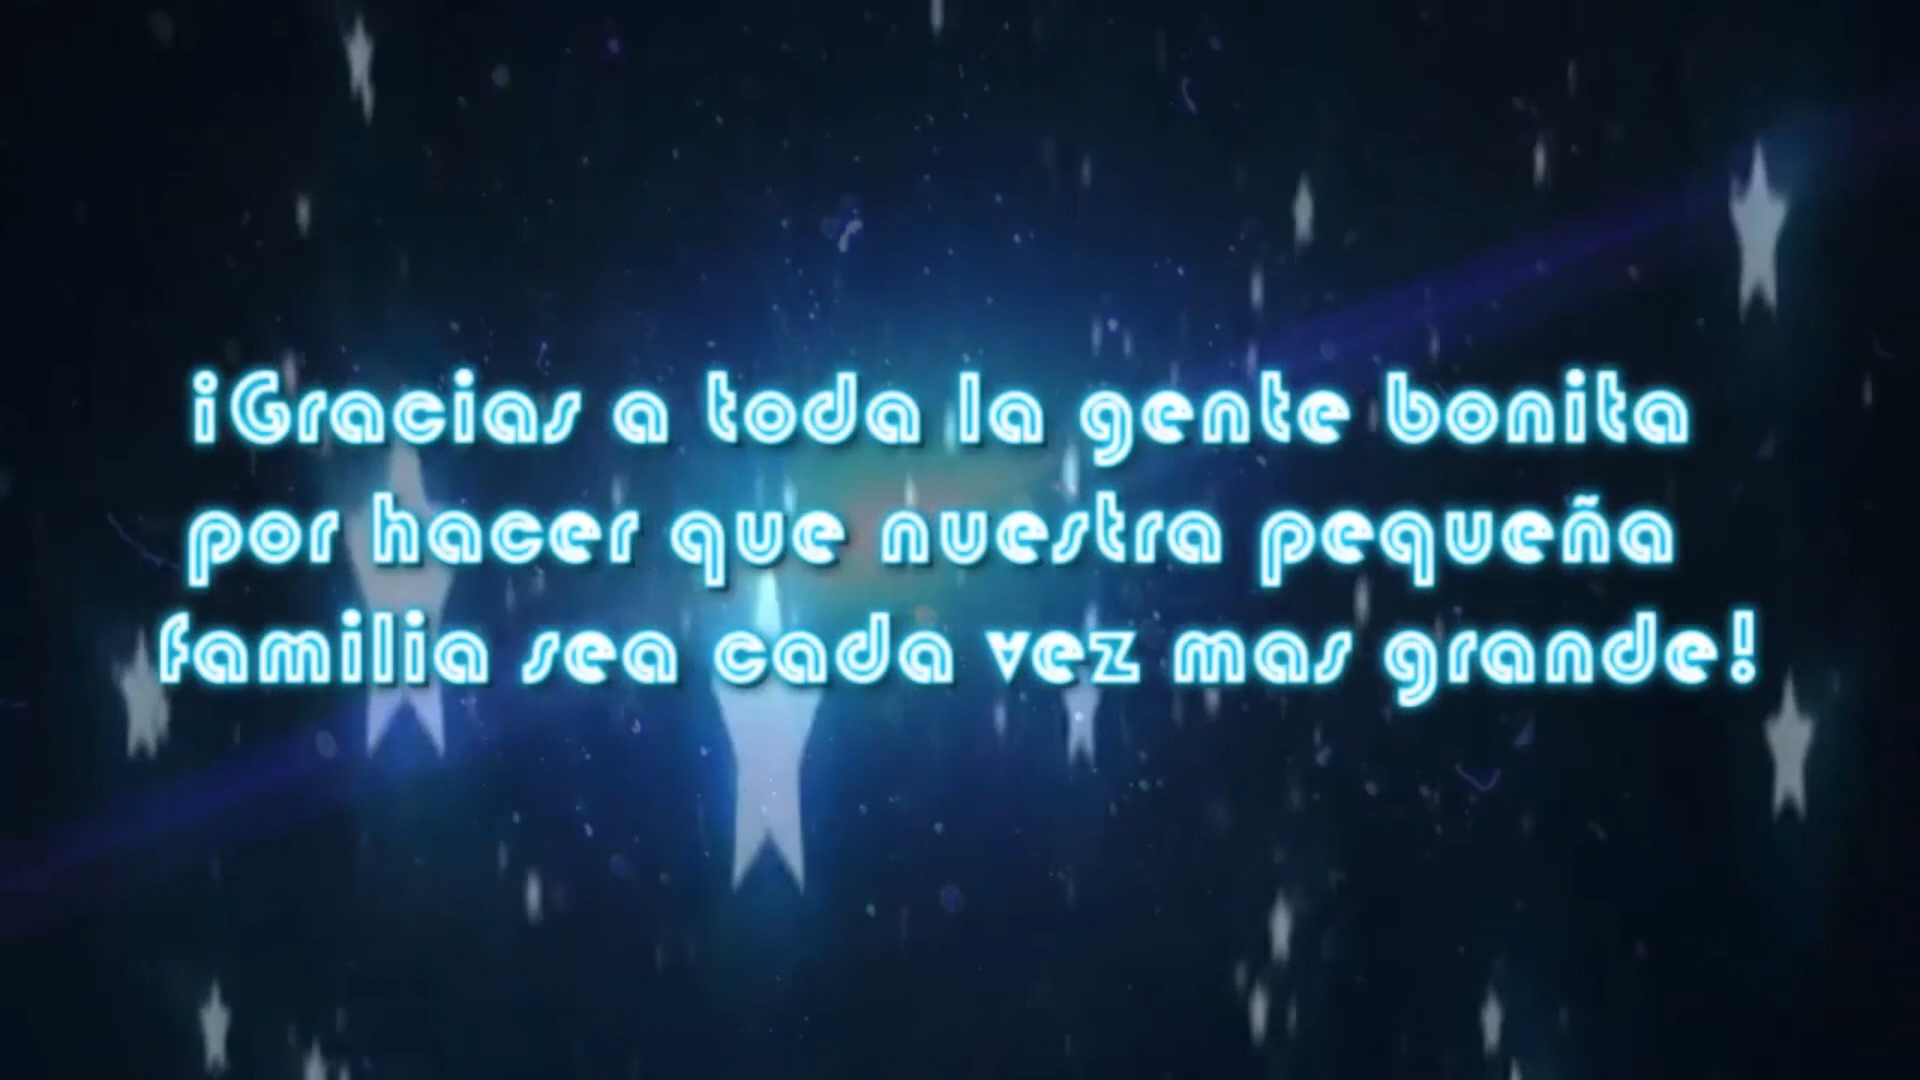 ¡Gracias a toda la gente bonita
por hacer que nuestra pequeña
familia sea cada vez mas grande!